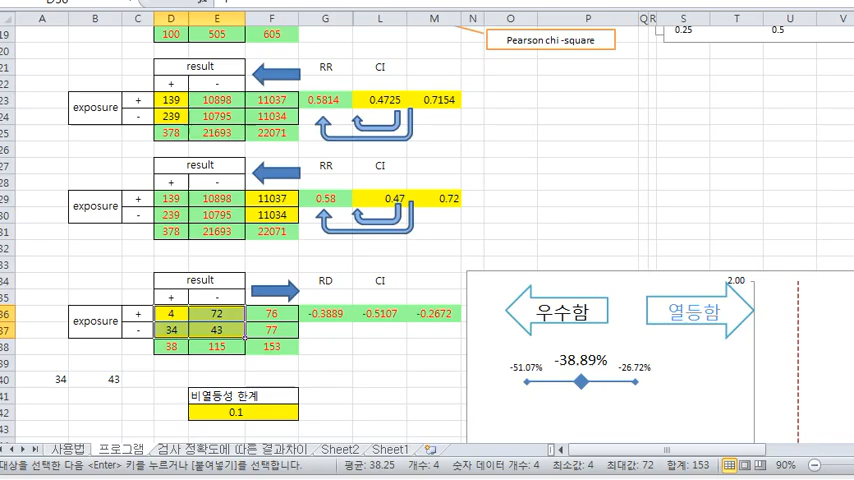 A B C D E F G L M N O P Q R S T U V
19 100 505 605 0.25 0.5
Pearson chi -square
20
21 result RR CI
22 + -
23 exposure + 139 10898 11037 0.5814 0.4725 0.7154
24 - 239 10795 11034
25 378 21693 22071
26
27 result RR CI
28 + -
29 exposure + 139 10898 11037 0.58 0.47 0.72
30 - 239 10795 11034
31 378 21693 22071
32
33
34 result RD CI 2.00
35 + -
36 exposure + 4 72 76 -0.3889 -0.5107 -0.2672
37 - 34 43 77
38 38 115 153
우수함 열등함
-51.07% -38.89% -26.72%
39
40 34 43
41 비열등성 한계
42 0.1
43
사용법 프로그램 검사 정확도에 따른 결과차이 Sheet2 Sheet1
대상을 선택한 다음 <Enter> 키를 누르거나 [붙여넣기]를 선택합니다. 평균: 38.25 개수: 4 숫자 데이터 개수: 4 최소값: 4 최대값: 72 합계: 153 90%